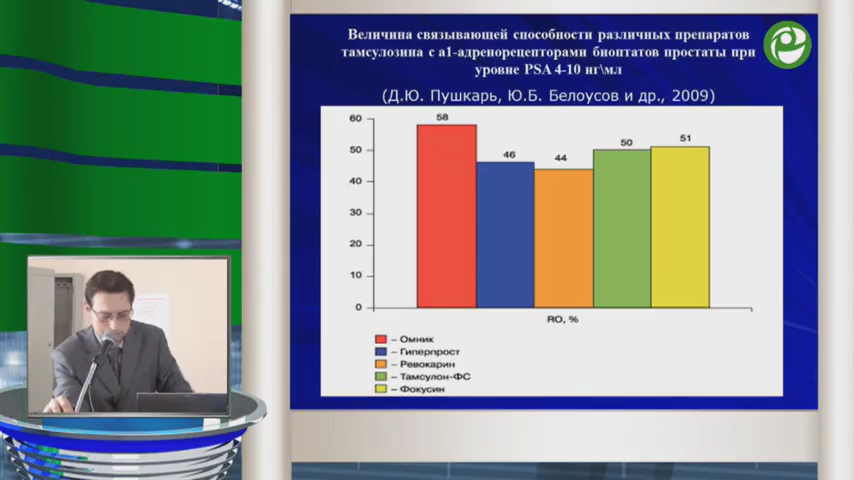 Величина связывающей способности различных препаратов
тамсулозина с а1-адренорецепторами биоптатов простаты при
уровне PSA 4-10 нг\мл
(Д.Ю. Пушкарь, Ю.Б. Белоусов и др., 2009)
60
50
40
30
20
10
0
58
46
44
50
51
RO, %
– Омник
– Гиперпрост
– Ревокарин
– Тамсулон-ФС
– Фокусин